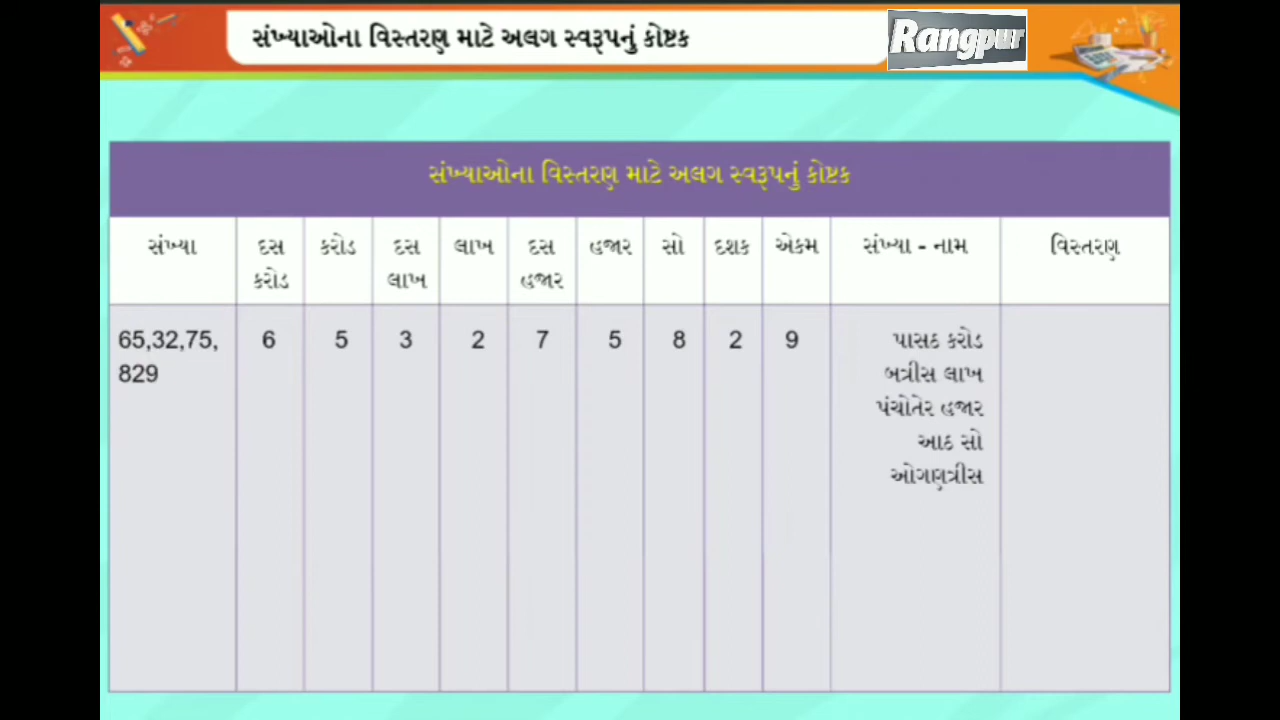 સંખ્યાઓના વિસ્તરણ માટે અલગ સ્વરૂપનું કોષ્ટક
Rangpur
સંખ્યાઓના વિસ્તરણ માટે અલગ સ્વરૂપનું કોષ્ટક
સંખ્યા દસ કરોડ દસ લાખ દસ હજાર સો દશક એકમ સંખ્યા - નામ વિસ્તરણ
કરોડ લાખ હજાર
65,32,75, 6 5 3 2 7 5 8 2 9 પાસઠ કરોડ
829 બત્રીસ લાખ
પંચોતેર હજાર
આઠ સો
ઓગણત્રીસ